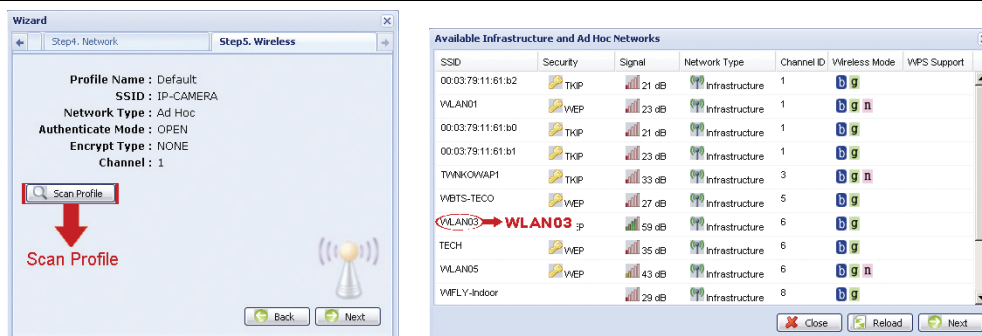 Wizard
Step4. Network
Step5. Wireless
Profile Name : Default
SSID : IP-CAMERA
Network Type : Ad Hoc
Authenticate Mode : OPEN
Encrypt Type : NONE
Channel : 1
Scan Profile
Scan Profile
Back
Next
Available Infrastructure and Ad Hoc Networks
SSID Security Signal Network Type Channel ID Wireless Mode WPS Support
00:03:79:11:61:b2 TKIP 21 dB Infrastructure 1 b g
WLAN01 WEP 23 dB Infrastructure 1 b g n
00:03:79:11:61:b0 TKIP 21 dB Infrastructure 1 b g
00:03:79:11:61:b1 TKIP 23 dB Infrastructure 1 b g
TWNKOWAP1 TKIP 33 dB Infrastructure 3 b g n
WBTS-TECO WEP 27 dB Infrastructure 5 b g
WLAN03 WLAN03 P 59 dB Infrastructure 6 b g
TECH WEP 35 dB Infrastructure 6 b g
WLAN05 WEP 43 dB Infrastructure 6 b g n
WIFLY-Indoor 29 dB Infrastructure 8 b g
Close
Reload
Next